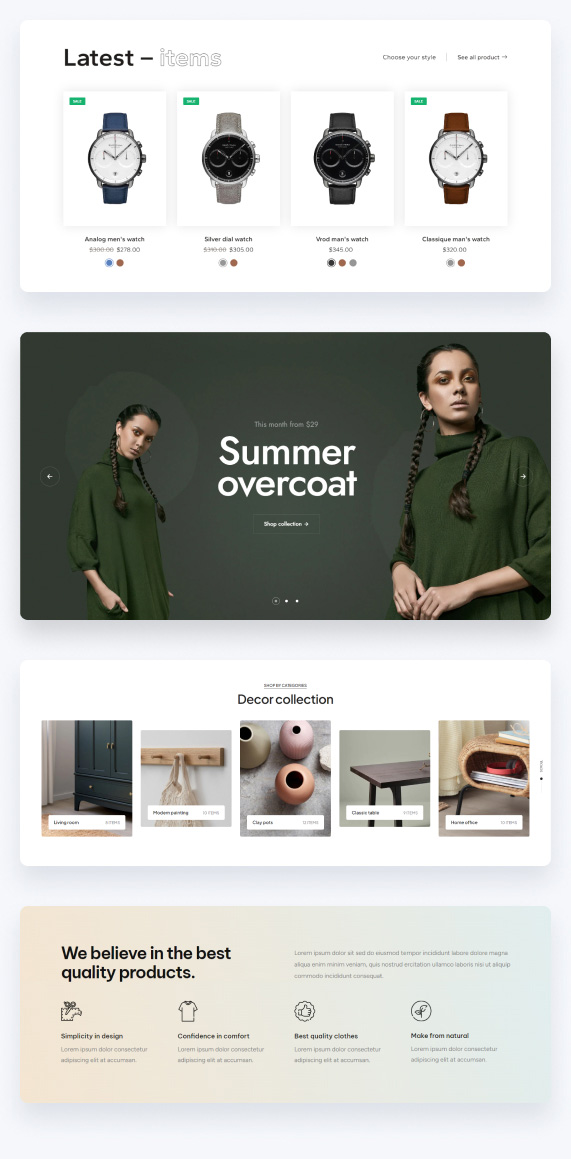 Latest – items
Choose your style
See all product →
SALE
SALE
SALE
Analog men's watch
Silver dial watch
Vrod man's watch
Classique man's watch
$300.00 $278.00
$310.00 $305.00
$345.00
$320.00
This month from $29
Summer
overcoat
Shop collection →
SHOP BY CATEGORIES
Decor collection
Living room
Modern painting 10 ITEMS
Clay pots 12 ITEMS
Classic table
Home office 10 ITEMS
We believe in the best
quality products.
Lorem ipsum dolor sit sed do eiusmod tempor incididunt labore dolore magna
aliqua enim minim veniam, quis nostrud ercitation ullamco laboris nisi ut aliquip
commodo incididunt consequat.
Simplicity in design
Confidence in comfort
Best quality clothes
Make from natural
Lorem ipsum dolor consectetur
adipiscing elit at accumsan.
Lorem ipsum dolor consectetur
adipiscing elit at accumsan.
Lorem ipsum dolor consectetur
adipiscing elit at accumsan.
Lorem ipsum dolor consectetur
adipiscing elit at accumsan.